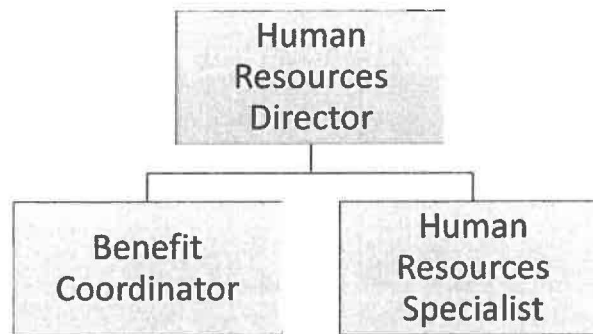 Human
Resources
Director
Benefit
Coordinator
Human
Resources
Specialist